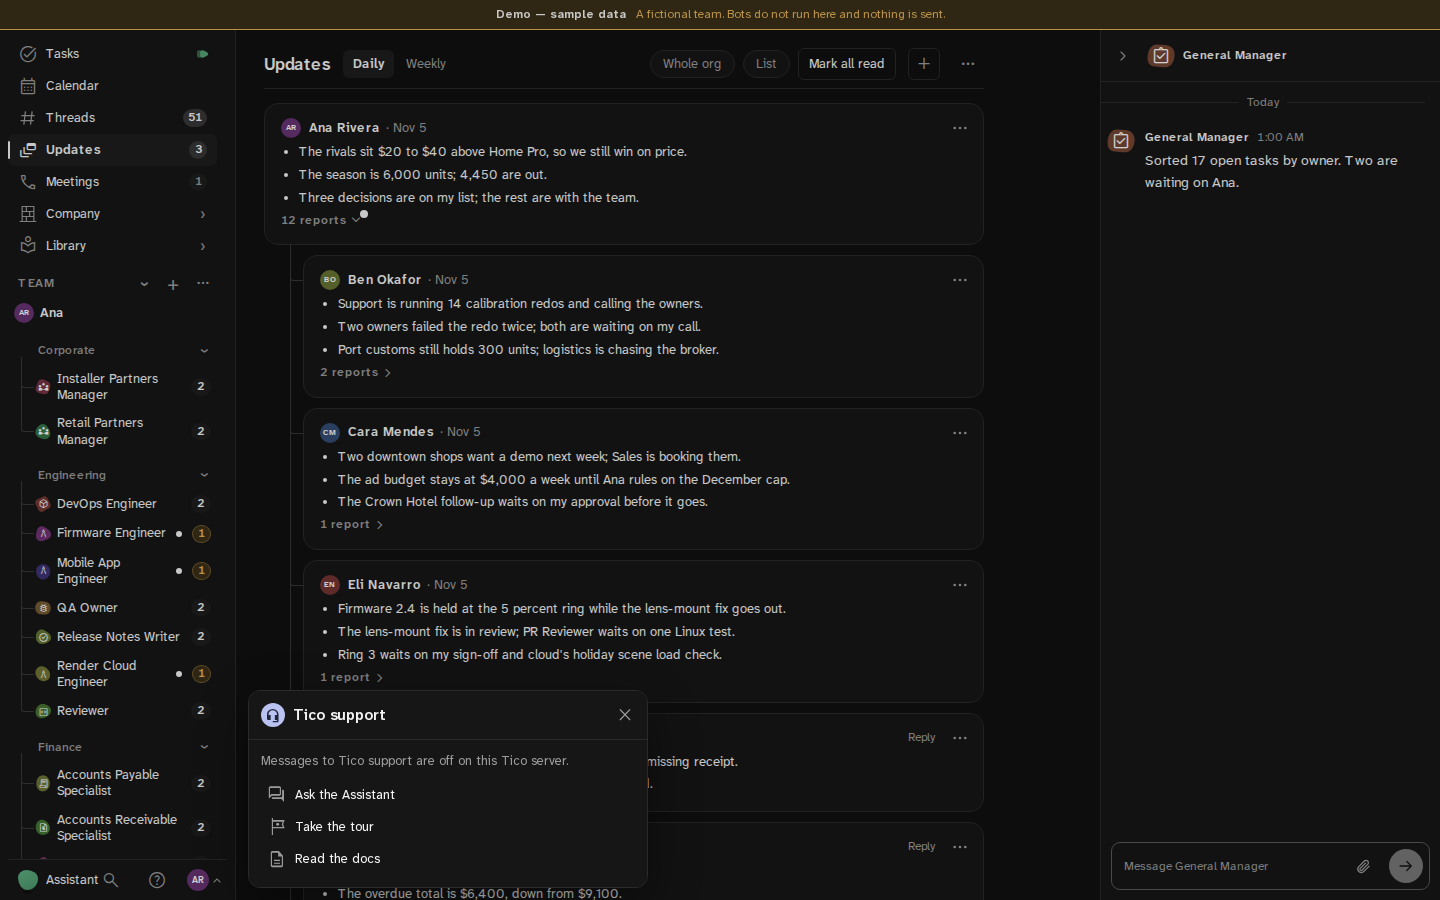 Demo — sample data A fictional team. Bots do not run here and nothing is sent.
Tasks
Calendar
Threads 51
Updates 3
Meetings 1
Company
Library
TEAM
AR Ana
Corporate
Installer Partners
Manager 2
Retail Partners
Manager 2
Engineering
DevOps Engineer 2
Firmware Engineer 1
Mobile App
Engineer 1
QA Owner 2
Release Notes Writer 2
Render Cloud
Engineer 1
Reviewer 2
Finance
Accounts Payable
Specialist 2
Accounts Receivable
Specialist 2
Assistant
AR
Updates Daily Weekly Whole org List Mark all read
AR Ana Rivera · Nov 5
• The rivals sit $20 to $40 above Home Pro, so we still win on price.
• The season is 6,000 units; 4,450 are out.
• Three decisions are on my list; the rest are with the team.
12 reports
BO Ben Okafor · Nov 5
• Support is running 14 calibration redos and calling the owners.
• Two owners failed the redo twice; both are waiting on my call.
• Port customs still holds 300 units; logistics is chasing the broker.
2 reports
CM Cara Mendes · Nov 5
• Two downtown shops want a demo next week; Sales is booking them.
• The ad budget stays at $4,000 a week until Ana rules on the December cap.
• The Crown Hotel follow-up waits on my approval before it goes.
1 report
EN Eli Navarro · Nov 5
• Firmware 2.4 is held at the 5 percent ring while the lens-mount fix goes out.
• The lens-mount fix is in review; PR Reviewer waits on one Linux test.
• Ring 3 waits on my sign-off and cloud's holiday scene load check.
1 report
Reply
missing receipt.
Reply
• The overdue total is $6,400, down from $9,100.
Tico support
Messages to Tico support are off on this Tico server.
Ask the Assistant
Take the tour
Read the docs
General Manager
Today
General Manager 1:00 AM
Sorted 17 open tasks by owner. Two are
waiting on Ana.
Message General Manager